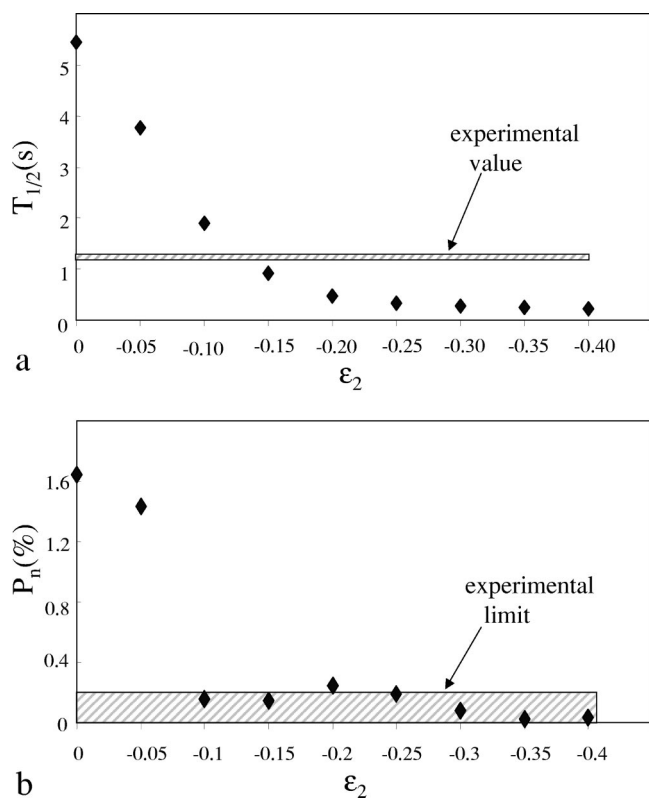 5
4
3
2
1
0
T1/2(s)
experimental
value
0 -0.05 -0.10 -0.15 -0.20 -0.25 -0.30 -0.35 -0.40
a
ε2
1.6
1.2
0.8
0.4
0
Pn(%)
experimental
limit
0 -0.05 -0.1 -0.15 -0.2 -0.25 -0.3 -0.35 -0.4
b
ε2